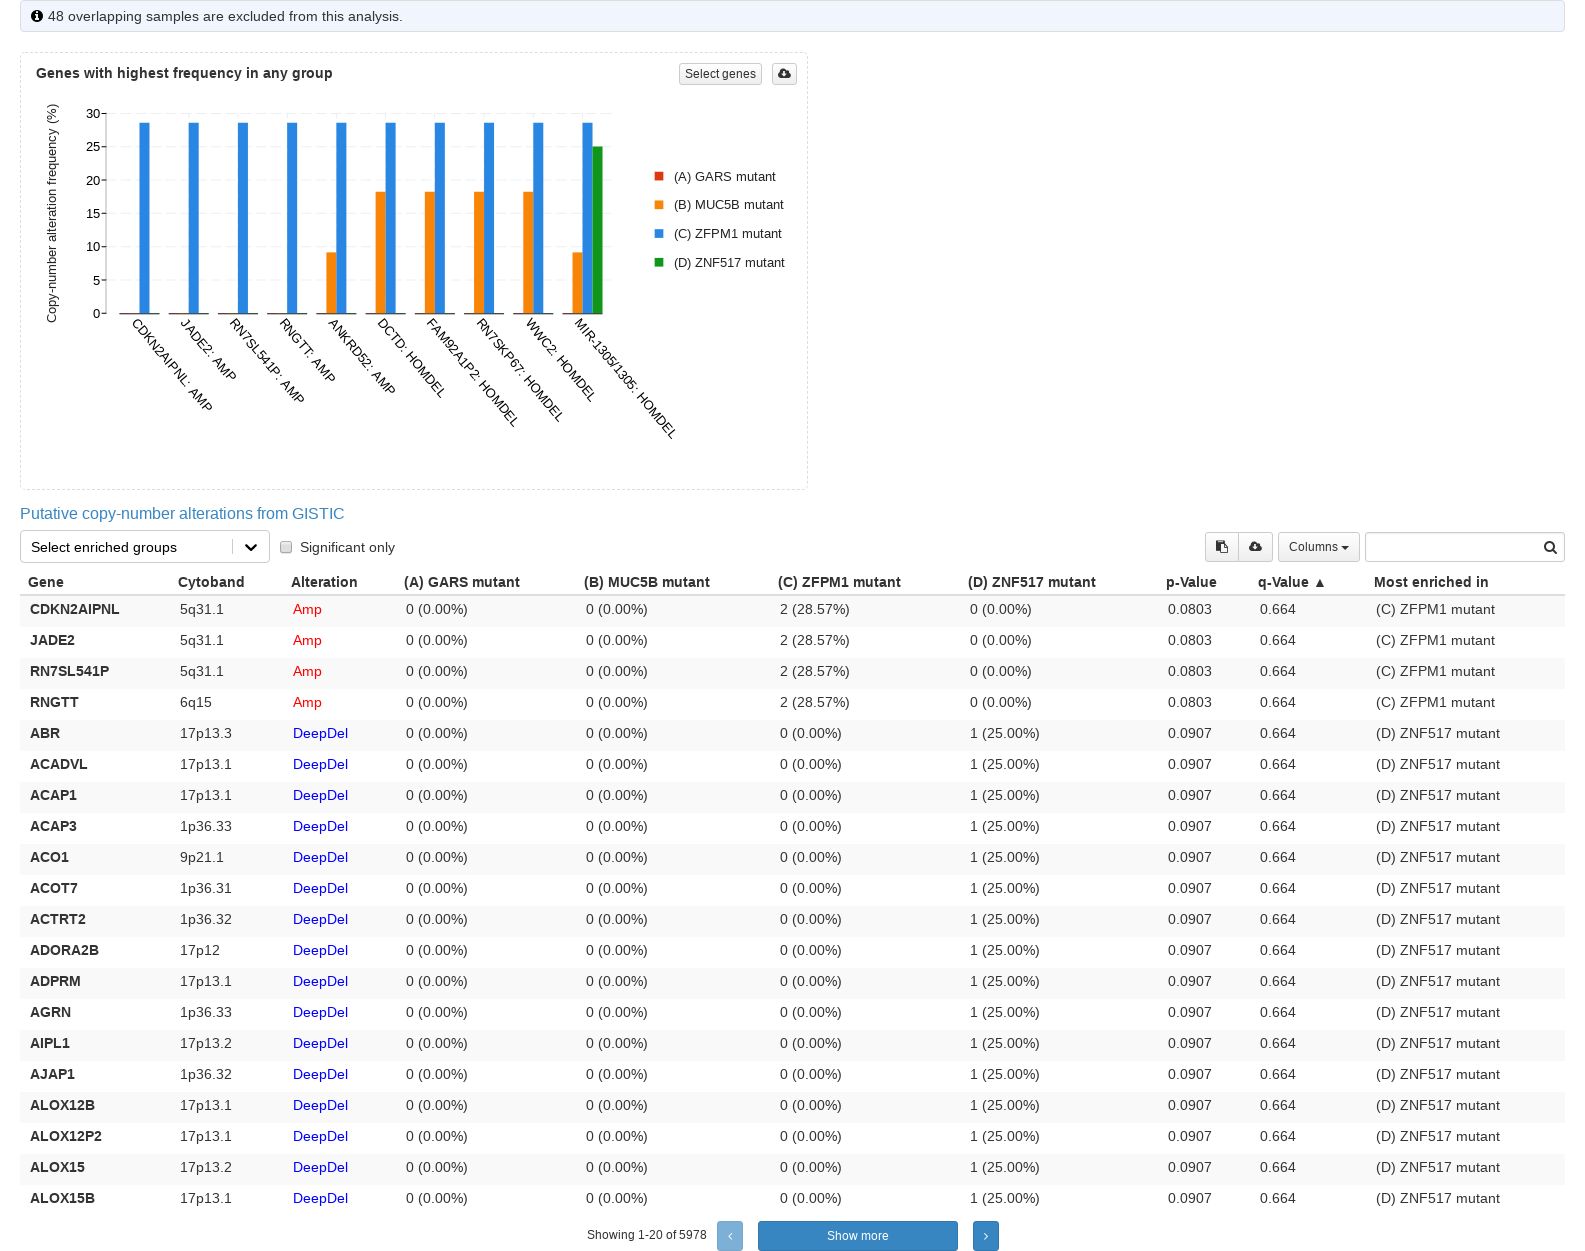 48 overlapping samples are excluded from this analysis.
Genes with highest frequency in any group
Select genes
Copy-number alteration frequency (%)
30
25
20
15
10
5
0
CDKN2AIPNL: AMP
JADE2: AMP
RN7SL541P: AMP
RNGTT: AMP
ANKRD52: AMP
DCTD: HOMDEL
FAM92A1P2: HOMDEL
RN7SKP67: HOMDEL
WWC2: HOMDEL
MIR-1305/1305: HOMDEL
(A) GARS mutant
(B) MUC5B mutant
(C) ZFPM1 mutant
(D) ZNF517 mutant
Putative copy-number alterations from GISTIC
Select enriched groups Significant only Columns
Gene Cytoband Alteration (A) GARS mutant (B) MUC5B mutant (C) ZFPM1 mutant (D) ZNF517 mutant p-Value q-Value ▲ Most enriched in
CDKN2AIPNL 5q31.1 Amp 0 (0.00%) 0 (0.00%) 2 (28.57%) 0 (0.00%) 0.0803 0.664 (C) ZFPM1 mutant
JADE2 5q31.1 Amp 0 (0.00%) 0 (0.00%) 2 (28.57%) 0 (0.00%) 0.0803 0.664 (C) ZFPM1 mutant
RN7SL541P 5q31.1 Amp 0 (0.00%) 0 (0.00%) 2 (28.57%) 0 (0.00%) 0.0803 0.664 (C) ZFPM1 mutant
RNGTT 6q15 Amp 0 (0.00%) 0 (0.00%) 2 (28.57%) 0 (0.00%) 0.0803 0.664 (C) ZFPM1 mutant
ABR 17p13.3 DeepDel 0 (0.00%) 0 (0.00%) 0 (0.00%) 1 (25.00%) 0.0907 0.664 (D) ZNF517 mutant
ACADVL 17p13.1 DeepDel 0 (0.00%) 0 (0.00%) 0 (0.00%) 1 (25.00%) 0.0907 0.664 (D) ZNF517 mutant
ACAP1 17p13.1 DeepDel 0 (0.00%) 0 (0.00%) 0 (0.00%) 1 (25.00%) 0.0907 0.664 (D) ZNF517 mutant
ACAP3 1p36.33 DeepDel 0 (0.00%) 0 (0.00%) 0 (0.00%) 1 (25.00%) 0.0907 0.664 (D) ZNF517 mutant
ACO1 9p21.1 DeepDel 0 (0.00%) 0 (0.00%) 0 (0.00%) 1 (25.00%) 0.0907 0.664 (D) ZNF517 mutant
ACOT7 1p36.31 DeepDel 0 (0.00%) 0 (0.00%) 0 (0.00%) 1 (25.00%) 0.0907 0.664 (D) ZNF517 mutant
ACTRT2 1p36.32 DeepDel 0 (0.00%) 0 (0.00%) 0 (0.00%) 1 (25.00%) 0.0907 0.664 (D) ZNF517 mutant
ADORA2B 17p12 DeepDel 0 (0.00%) 0 (0.00%) 0 (0.00%) 1 (25.00%) 0.0907 0.664 (D) ZNF517 mutant
ADPRM 17p13.1 DeepDel 0 (0.00%) 0 (0.00%) 0 (0.00%) 1 (25.00%) 0.0907 0.664 (D) ZNF517 mutant
AGRN 1p36.33 DeepDel 0 (0.00%) 0 (0.00%) 0 (0.00%) 1 (25.00%) 0.0907 0.664 (D) ZNF517 mutant
AIPL1 17p13.2 DeepDel 0 (0.00%) 0 (0.00%) 0 (0.00%) 1 (25.00%) 0.0907 0.664 (D) ZNF517 mutant
AJAP1 1p36.32 DeepDel 0 (0.00%) 0 (0.00%) 0 (0.00%) 1 (25.00%) 0.0907 0.664 (D) ZNF517 mutant
ALOX12B 17p13.1 DeepDel 0 (0.00%) 0 (0.00%) 0 (0.00%) 1 (25.00%) 0.0907 0.664 (D) ZNF517 mutant
ALOX12P2 17p13.1 DeepDel 0 (0.00%) 0 (0.00%) 0 (0.00%) 1 (25.00%) 0.0907 0.664 (D) ZNF517 mutant
ALOX15 17p13.2 DeepDel 0 (0.00%) 0 (0.00%) 0 (0.00%) 1 (25.00%) 0.0907 0.664 (D) ZNF517 mutant
ALOX15B 17p13.1 DeepDel 0 (0.00%) 0 (0.00%) 0 (0.00%) 1 (25.00%) 0.0907 0.664 (D) ZNF517 mutant
Showing 1-20 of 5978 ‹ Show more ›